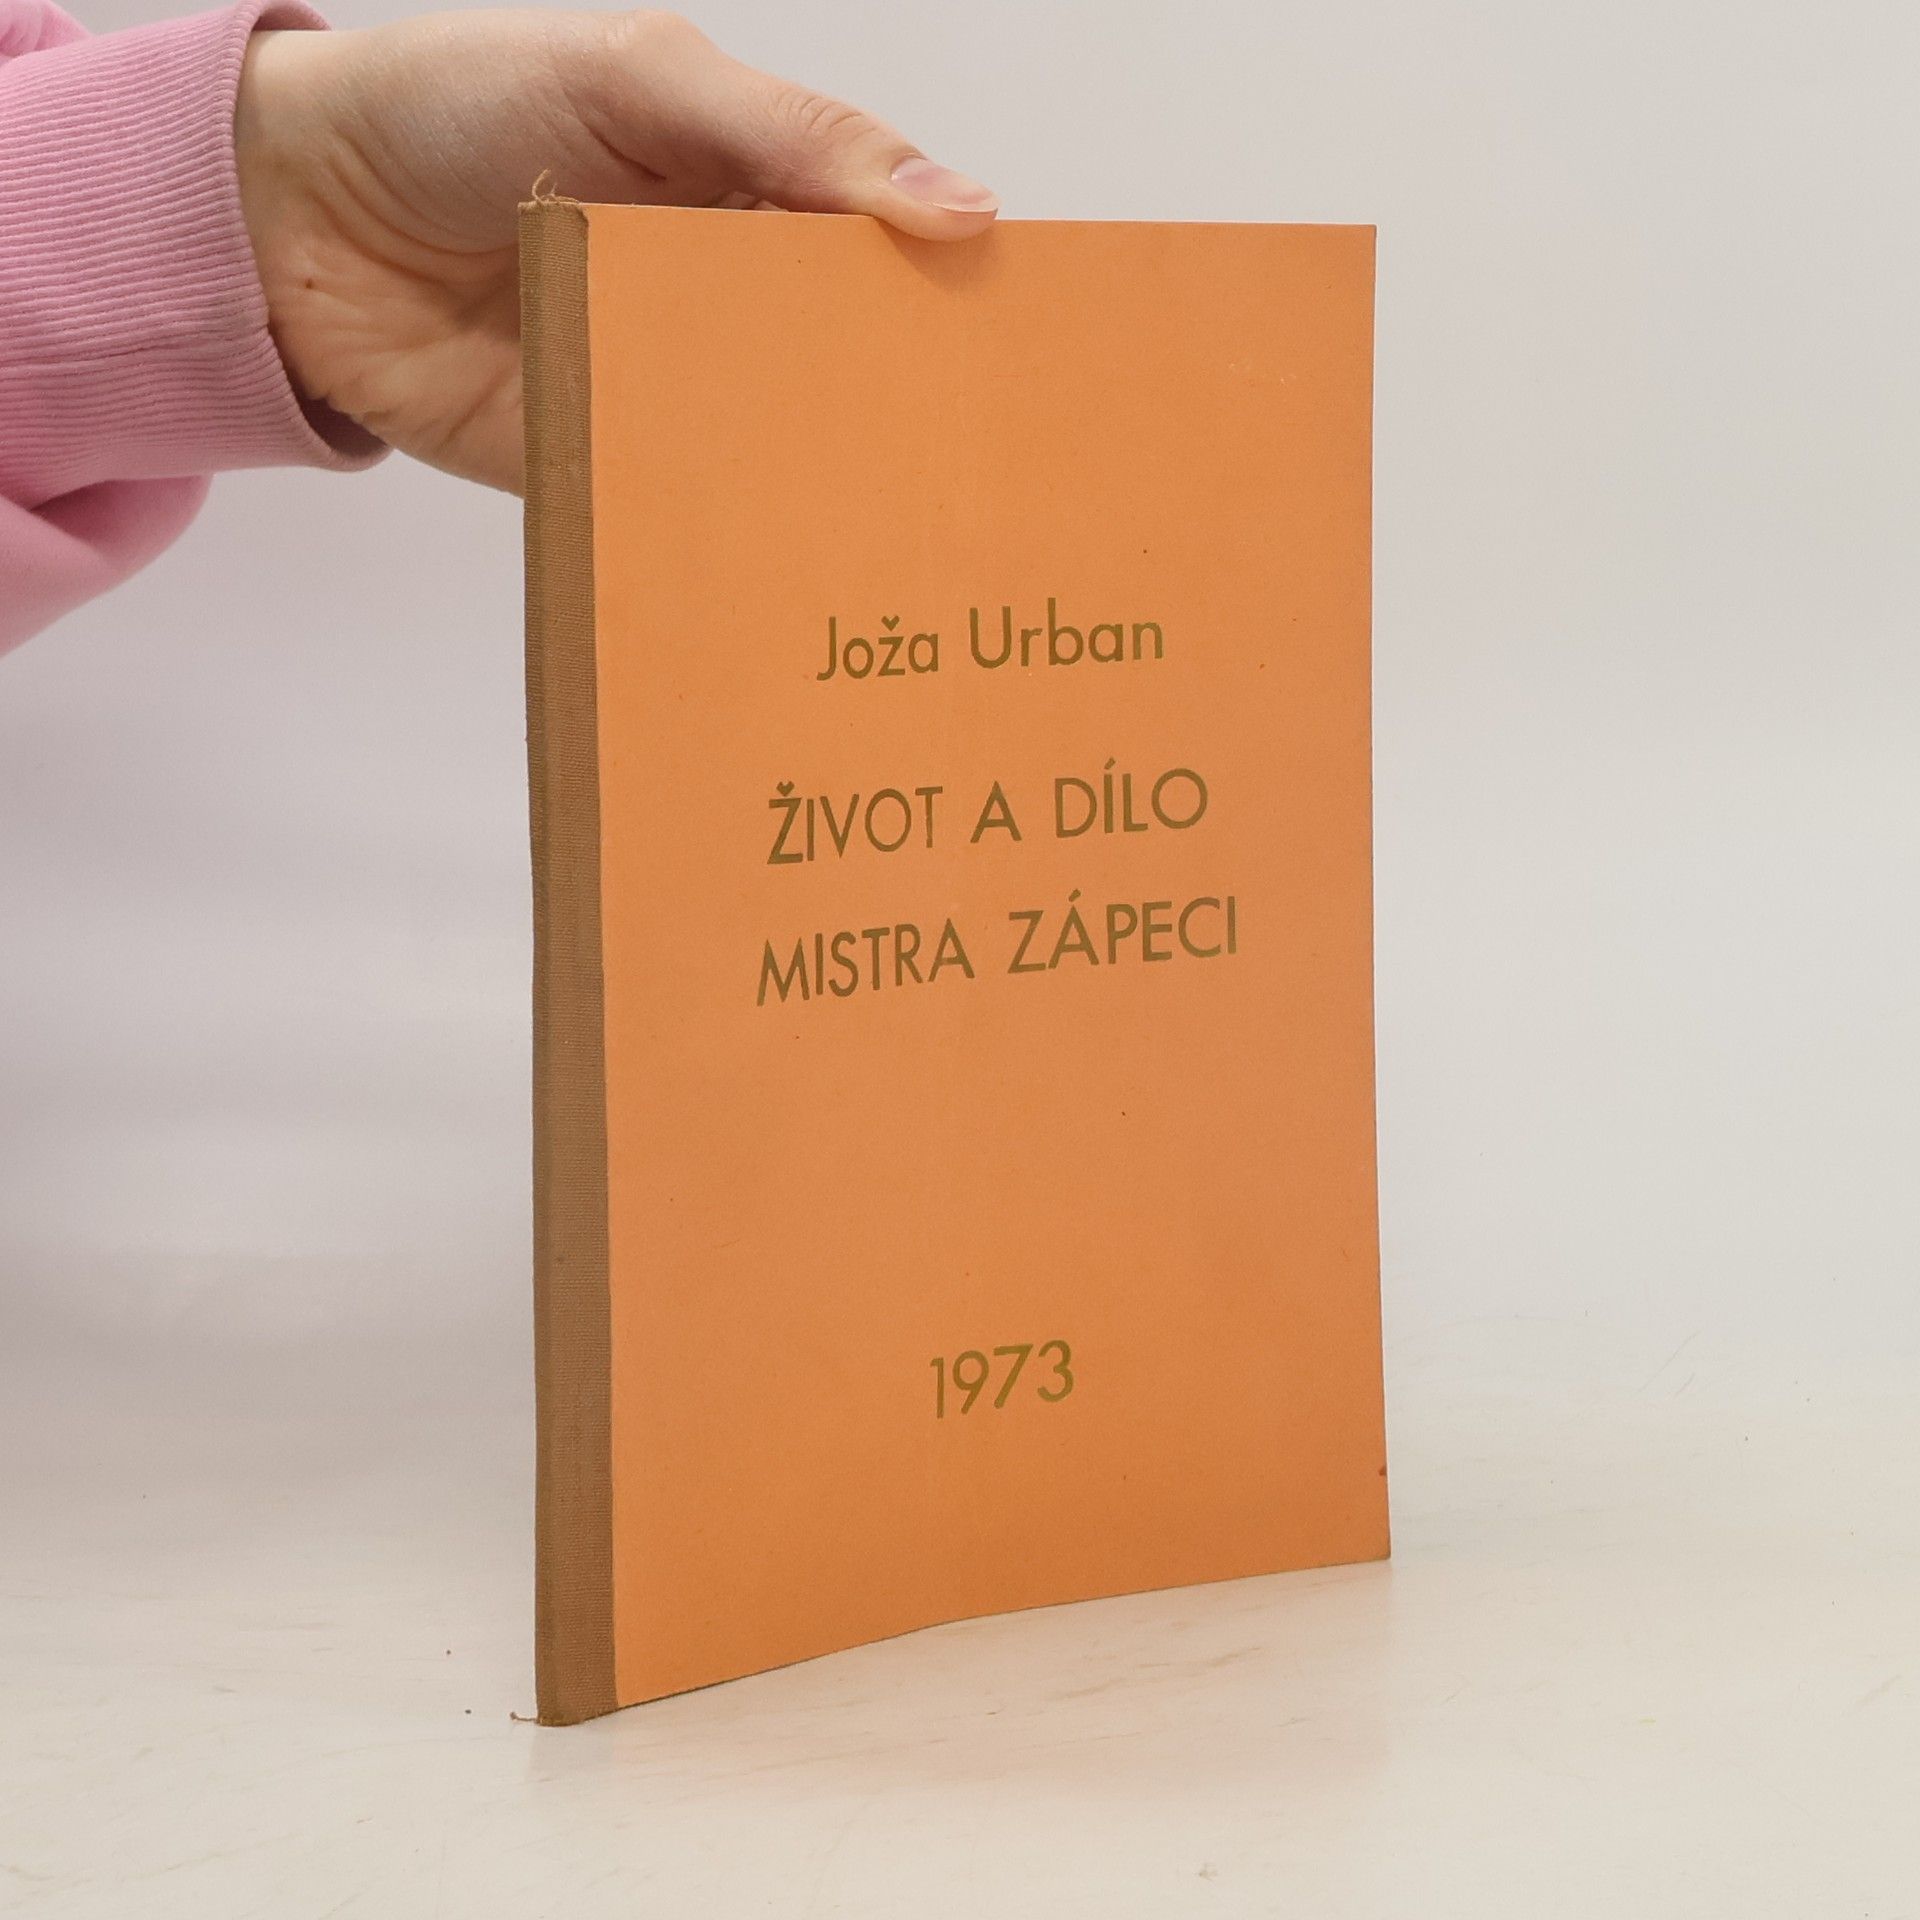 Joža Urban
ŽIVOT A DÍLO
MISTRA ZÁPECI
1973